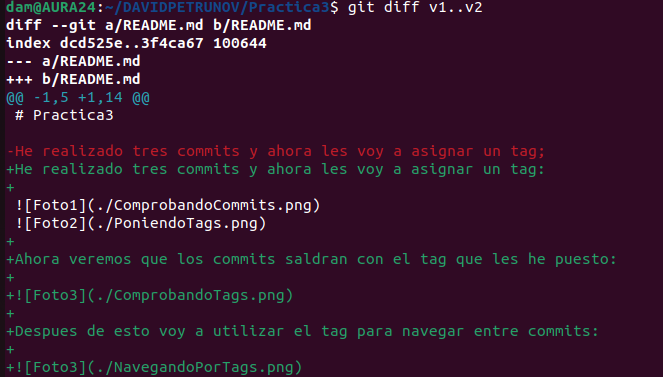 dam@AURA24:~/DAVIDPETRUNOV/Practica3$ git diff v1..v2
diff --git a/README.md b/README.md
index dcd525e..3f4ca67 100644
--- a/README.md
+++ b/README.md
@@ -1,5 +1,14 @@
 # Practica3
-He realizado tres commits y ahora les voy a asignar un tag;
+He realizado tres commits y ahora les voy a asignar un tag:
+
 ![Foto1](./ComprobandoCommits.png)
 ![Foto2](./PoniendoTags.png)
+
+Ahora veremos que los commits saldran con el tag que les he puesto:
+
+![Foto3](./ComprobandoTags.png)
+
+Despues de esto voy a utilizar el tag para navegar entre commits:
+
+![Foto3](./NavegandoPorTags.png)